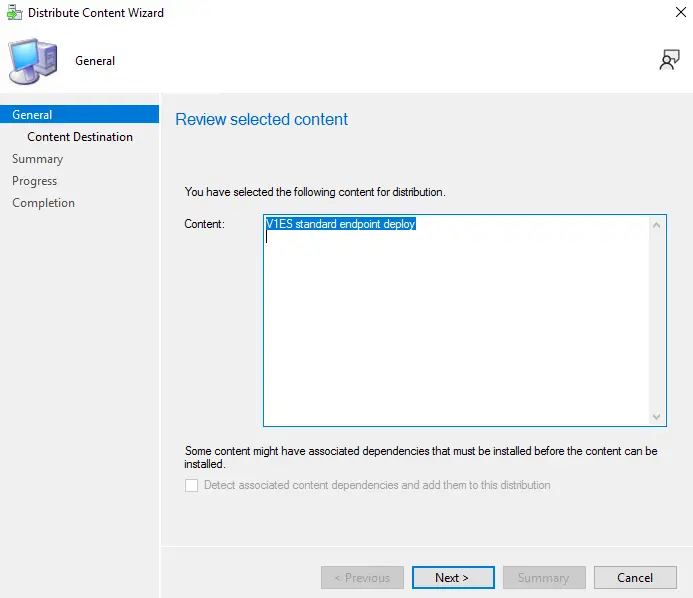 Distribute Content Wizard
General
General
Content Destination
Summary
Progress
Completion
Review selected content
You have selected the following content for distribution.
Content:
V1ES standard endpoint deploy
Some content might have associated dependencies that must be installed before the content can be
installed.
Detect associated content dependencies and add them to this distribution
< Previous
Next >
Summary
Cancel